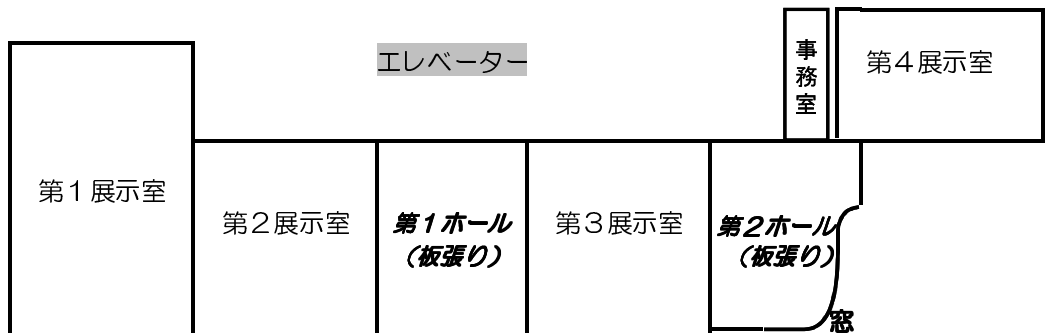 エレベーター
事務室
第4展示室
第1展示室
第2展示室
第1ホール
(板張り)
第3展示室
第2ホール
(板張り)
窓